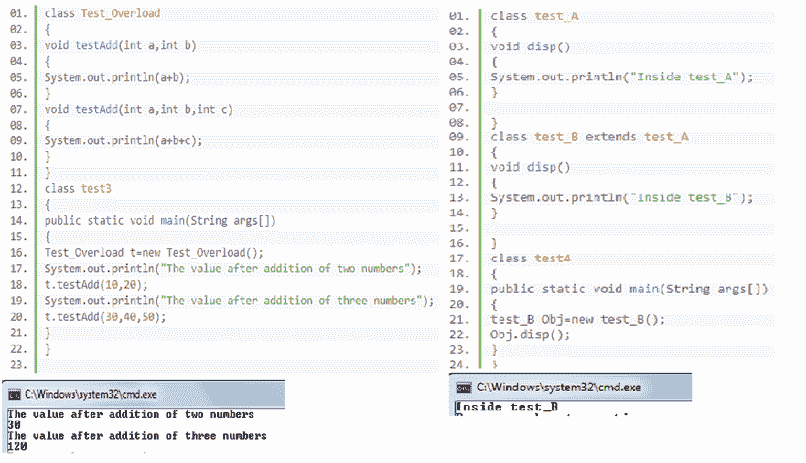 01. class Test_Overload
02. {
03. void testAdd(int a,int b)
04. {
05. System.out.println(a+b);
06. }
07. void testAdd(int a,int b,int c)
08. {
09. System.out.println(a+b+c);
10. }
11. }
12. class test3
13. {
14. public static void main(String args[])
15. {
16. Test_Overload t=new Test_Overload();
17. System.out.println("The value after addition of two numbers");
18. t.testAdd(10,20);
19. System.out.println("The value after addition of three numbers");
20. t.testAdd(30,40,50);
21. }
22. }
23.
C:\Windows\system32\cmd.exe
The value after addition of two numbers
30
The value after addition of three numbers
120
01. class test_A
02. {
03. void disp()
04. {
05. System.out.println("Inside test_A");
06. }
07.
08. }
09. class test_B extends test_A
10. {
11. void disp()
12. {
13. System.out.println("Inside test_B");
14. }
15.
16. }
17. class test4
18. {
19. public static void main(String args[])
20. {
21. test_B Obj=new test_B();
22. Obj.disp();
23. }
24. }
C:\Windows\system32\cmd.exe
Inside test_B